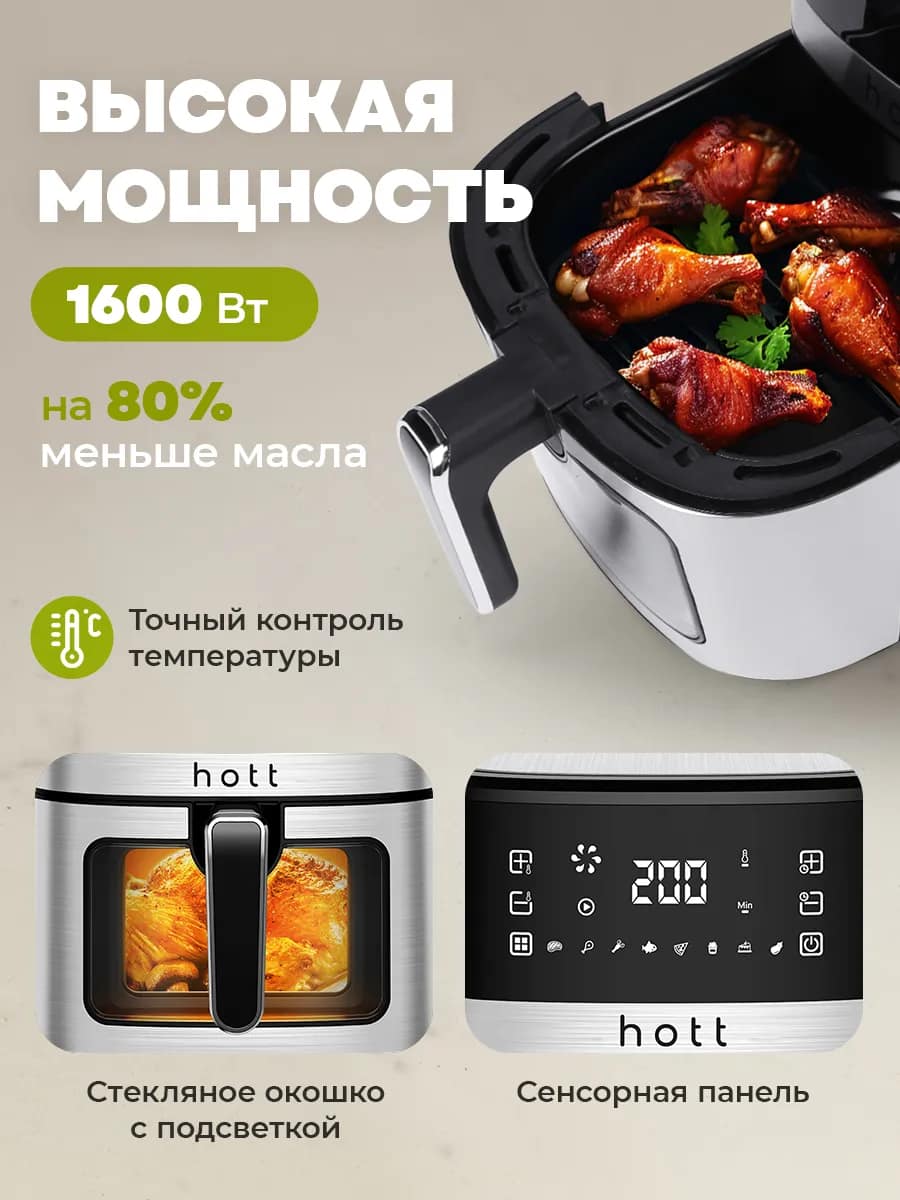 ВЫСОКАЯ
МОЩНОСТЬ
1600 Вт
на 80%
меньше масла
°C
Точный контроль
температуры
hott
200
Min
hott
Стекляное окошко
с подсветкой
Сенсорная панель